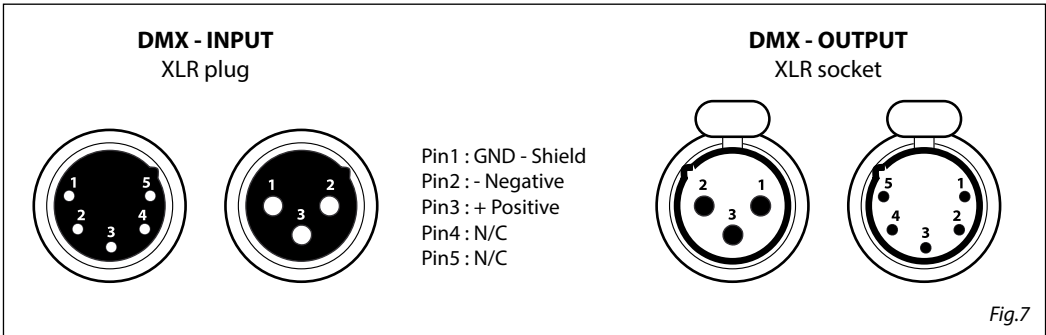 DMX - INPUT
XLR plug
1 5
2 4
3
1 2
3
Pin1 : GND - Shield
Pin2 : - Negative
Pin3 : + Positive
Pin4 : N/C
Pin5 : N/C
DMX - OUTPUT
XLR socket
2 1
3
5 1
4 2
3
Fig.7